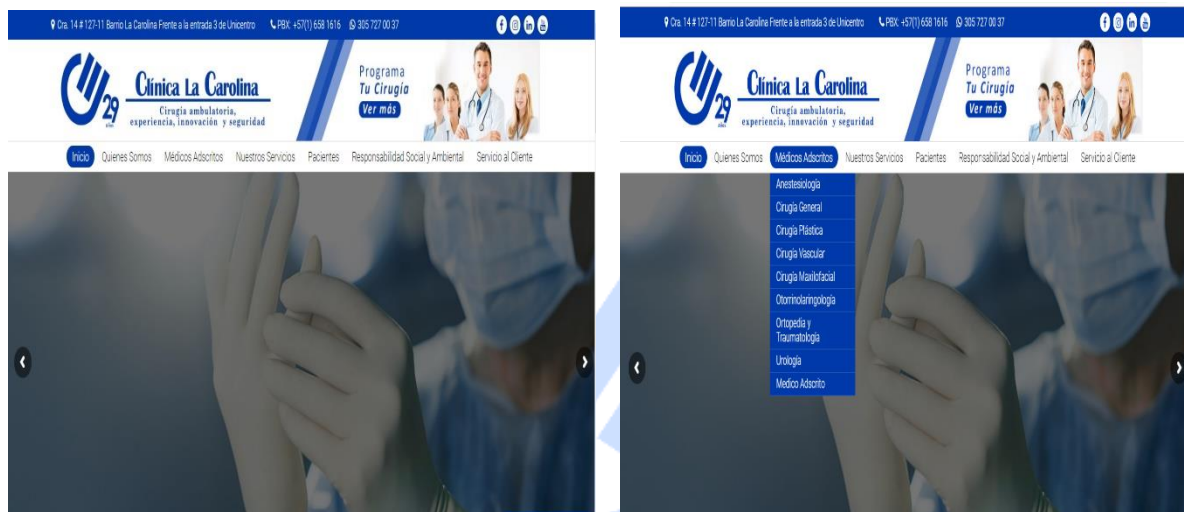 Cra. 14 # 127-11 Barrio La Carolina Frente a la entrada 3 de Unicentro PBX: +57(1) 658 1616 305 727 00 37
29
años
Clínica La Carolina
Cirugía ambulatoria,
experiencia, innovación y seguridad
Programa
Tu Cirugía
Ver más
Inicio Quienes Somos Médicos Adscritos Nuestros Servicios Pacientes Responsabilidad Social y Ambiental Servicio al Cliente
Cra. 14 # 127-11 Barrio La Carolina Frente a la entrada 3 de Unicentro PBX: +57(1) 658 1616 305 727 00 37
29
años
Clínica La Carolina
Cirugía ambulatoria,
experiencia, innovación y seguridad
Programa
Tu Cirugía
Ver más
Inicio Quienes Somos Médicos Adscritos Nuestros Servicios Pacientes Responsabilidad Social y Ambiental Servicio al Cliente
Anestesiología
Cirugía General
Cirugía Plástica
Cirugía Vascular
Cirugía Maxilofacial
Otorrinolaringología
Ortopedia y
Traumatología
Urología
Medico Adscrito